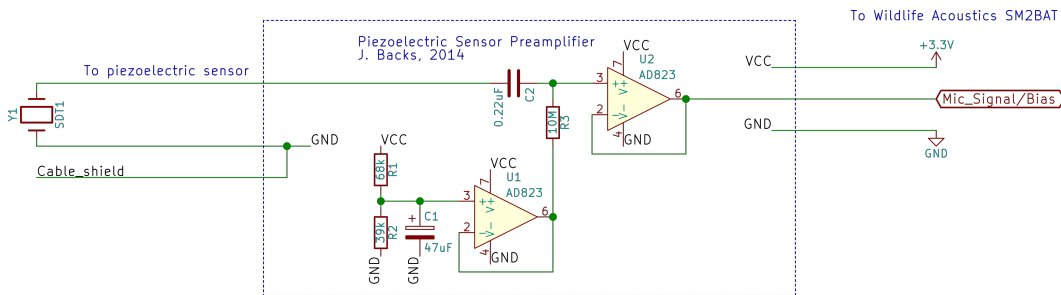 To Wildlife Acoustics SM2BAT
Piezoelectric Sensor Preamplifier
J. Backs, 2014
To piezoelectric sensor
Y1
SDT1
GND
Cable_shield
0.22uF
C2
10M
R3
VCC
U2
AD823
3
2
7
4
6
+
V+
-
V-
GND
VCC
+3.3V
Mic_Signal/Bias
GND
GND
VCC
68k
R1
39k
R2
GND
C1
+
47uF
GND
VCC
U1
AD823
3
2
7
4
6
+
V+
-
V-
GND